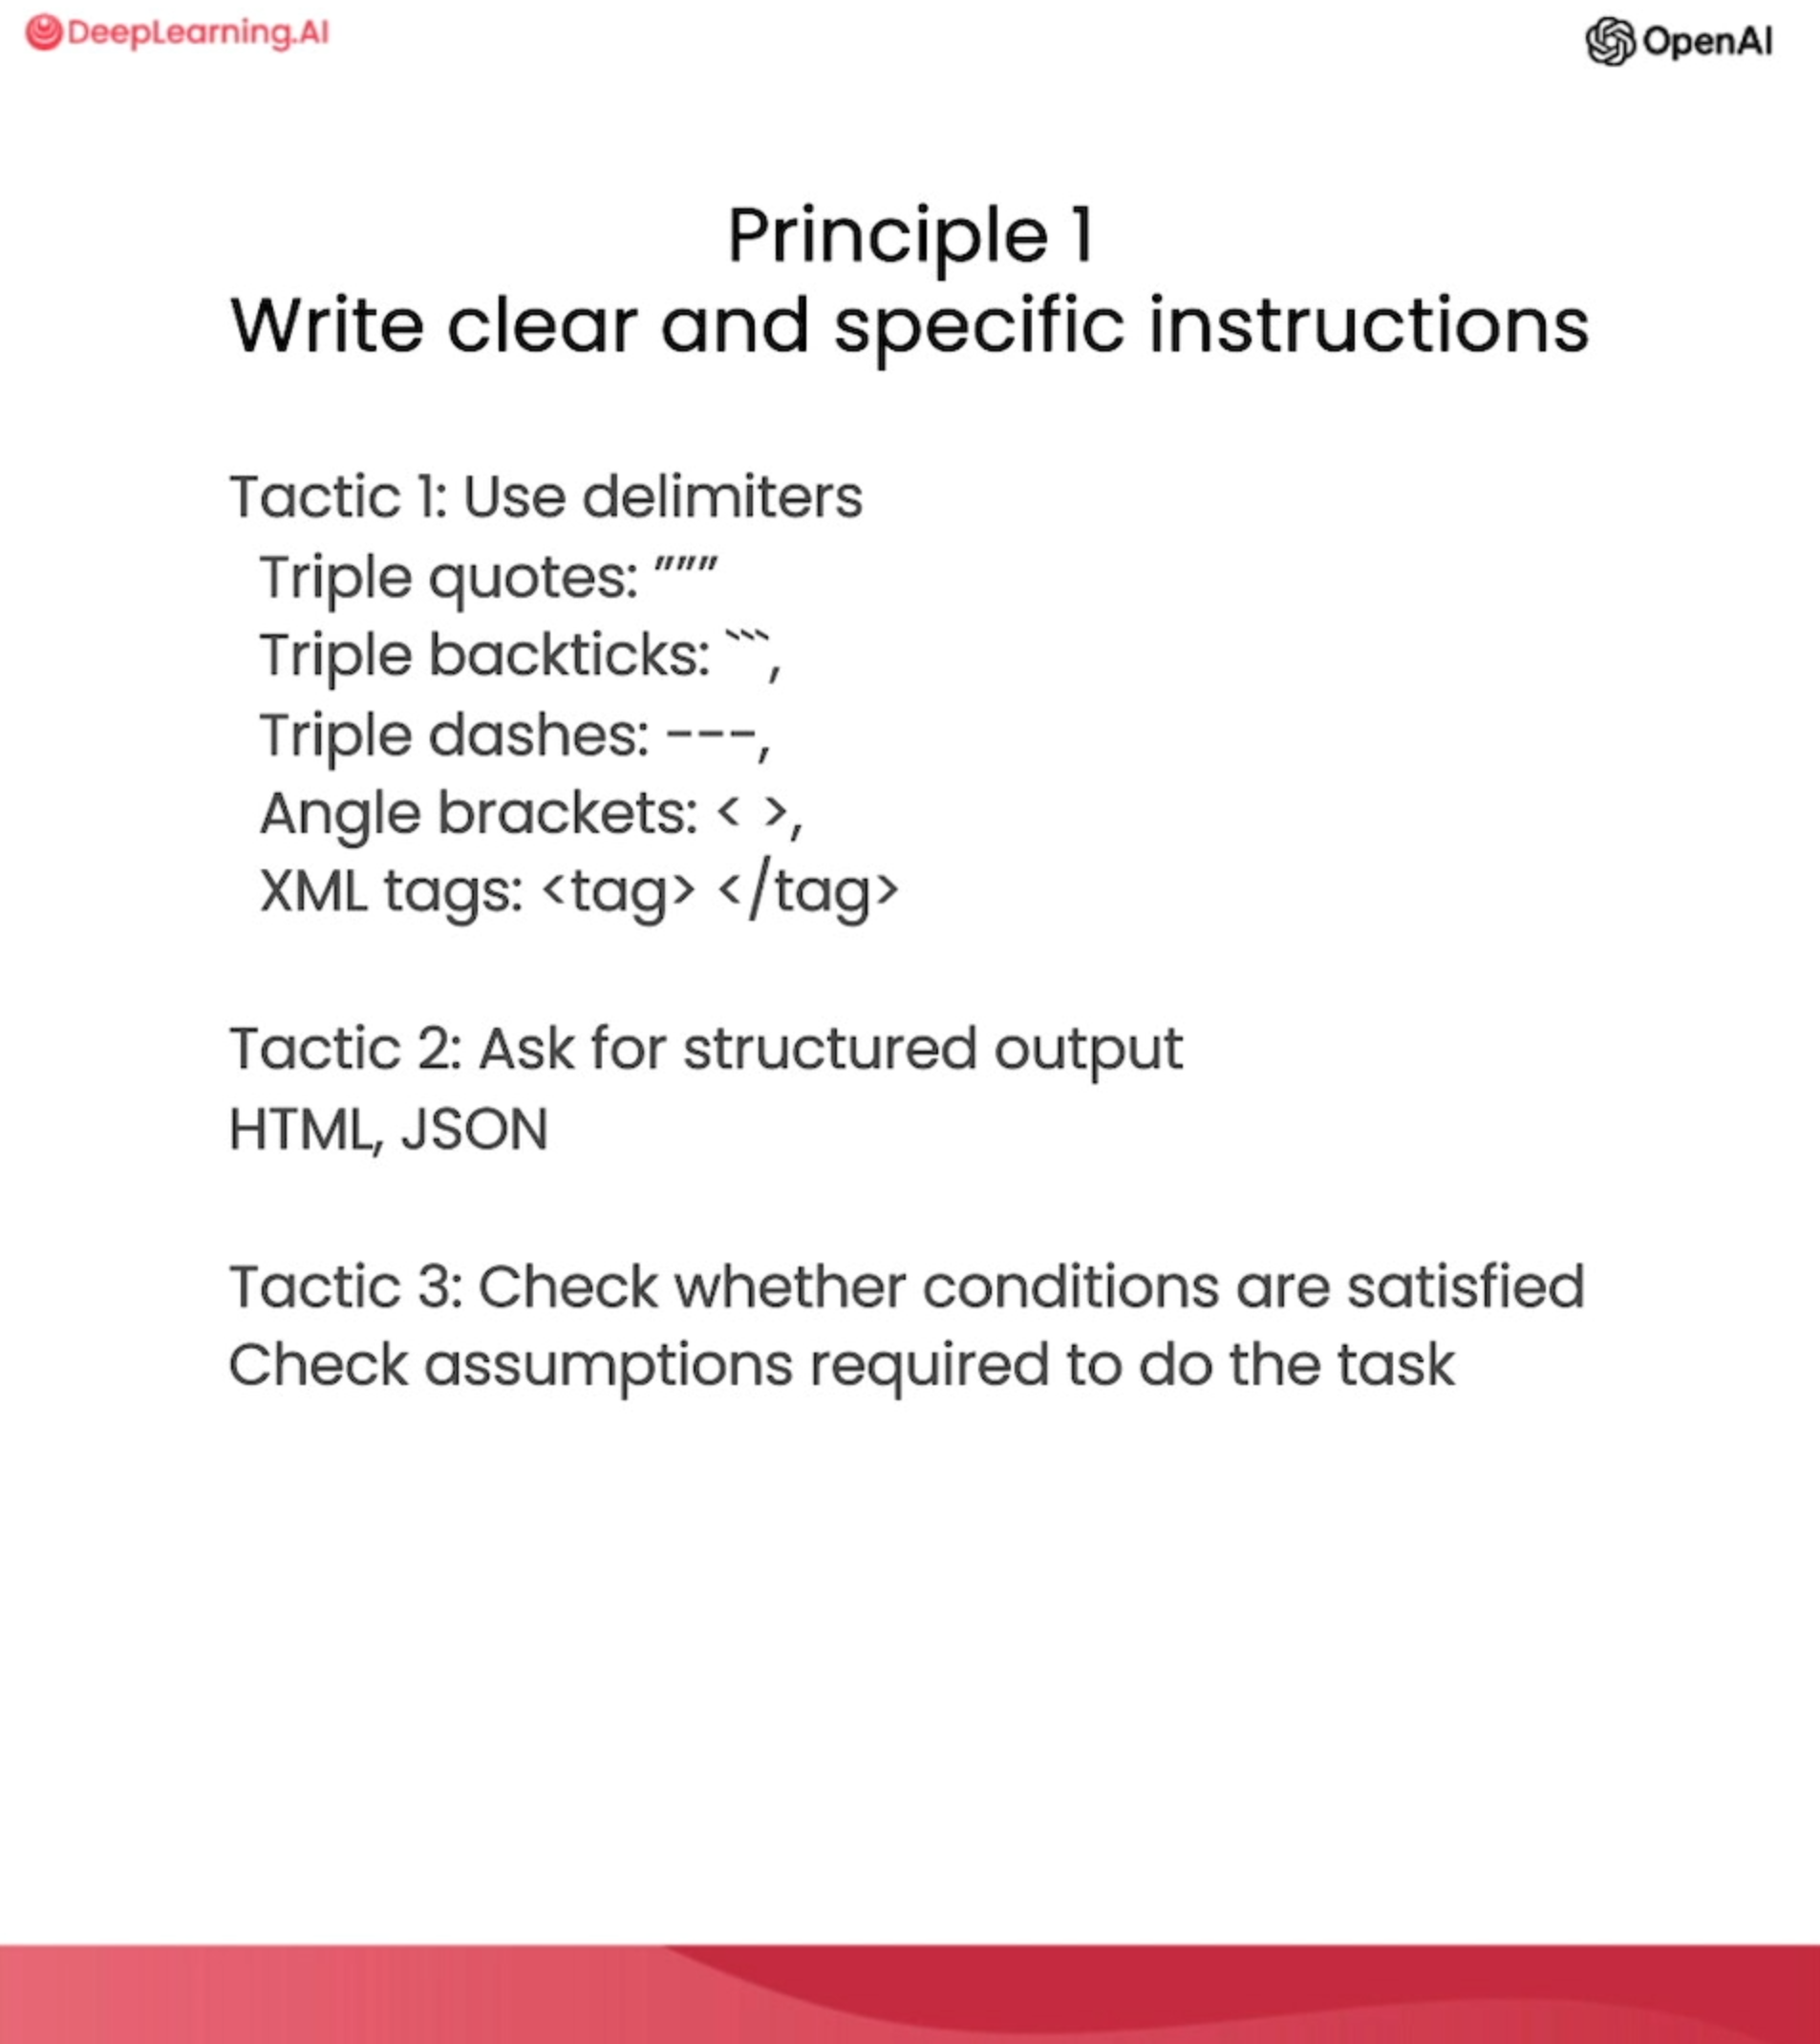 DeepLearning.AI
OpenAI
Principle 1
Write clear and specific instructions
Tactic 1: Use delimiters
Triple quotes: """
Triple backticks: ```,
Triple dashes: ---,
Angle brackets: < >,
XML tags: <tag> </tag>
Tactic 2: Ask for structured output
HTML, JSON
Tactic 3: Check whether conditions are satisfied
Check assumptions required to do the task